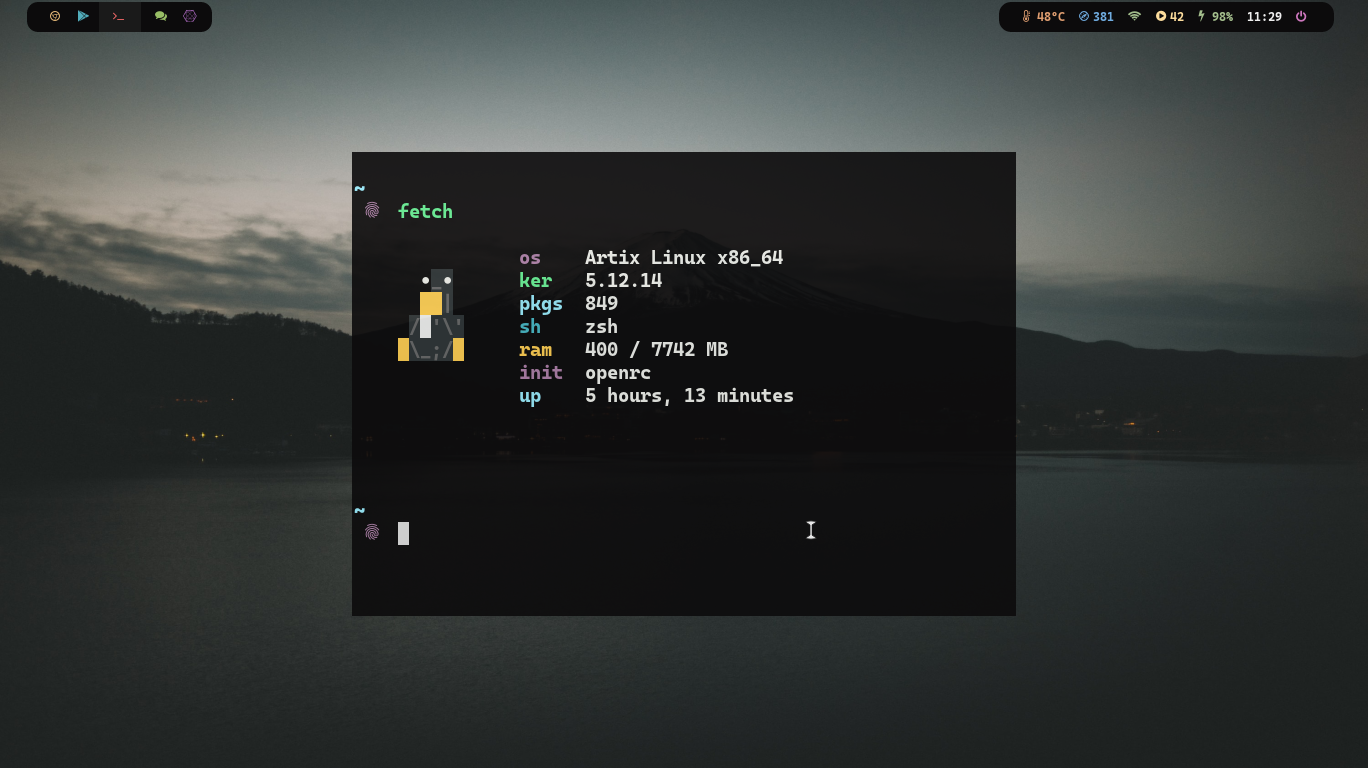 >_ 48°C 381 42 98% 11:29
~
fetch
os Artix Linux x86_64
ker 5.12.14
pkgs 849
sh zsh
ram 400 / 7742 MB
init openrc
up 5 hours, 13 minutes
~